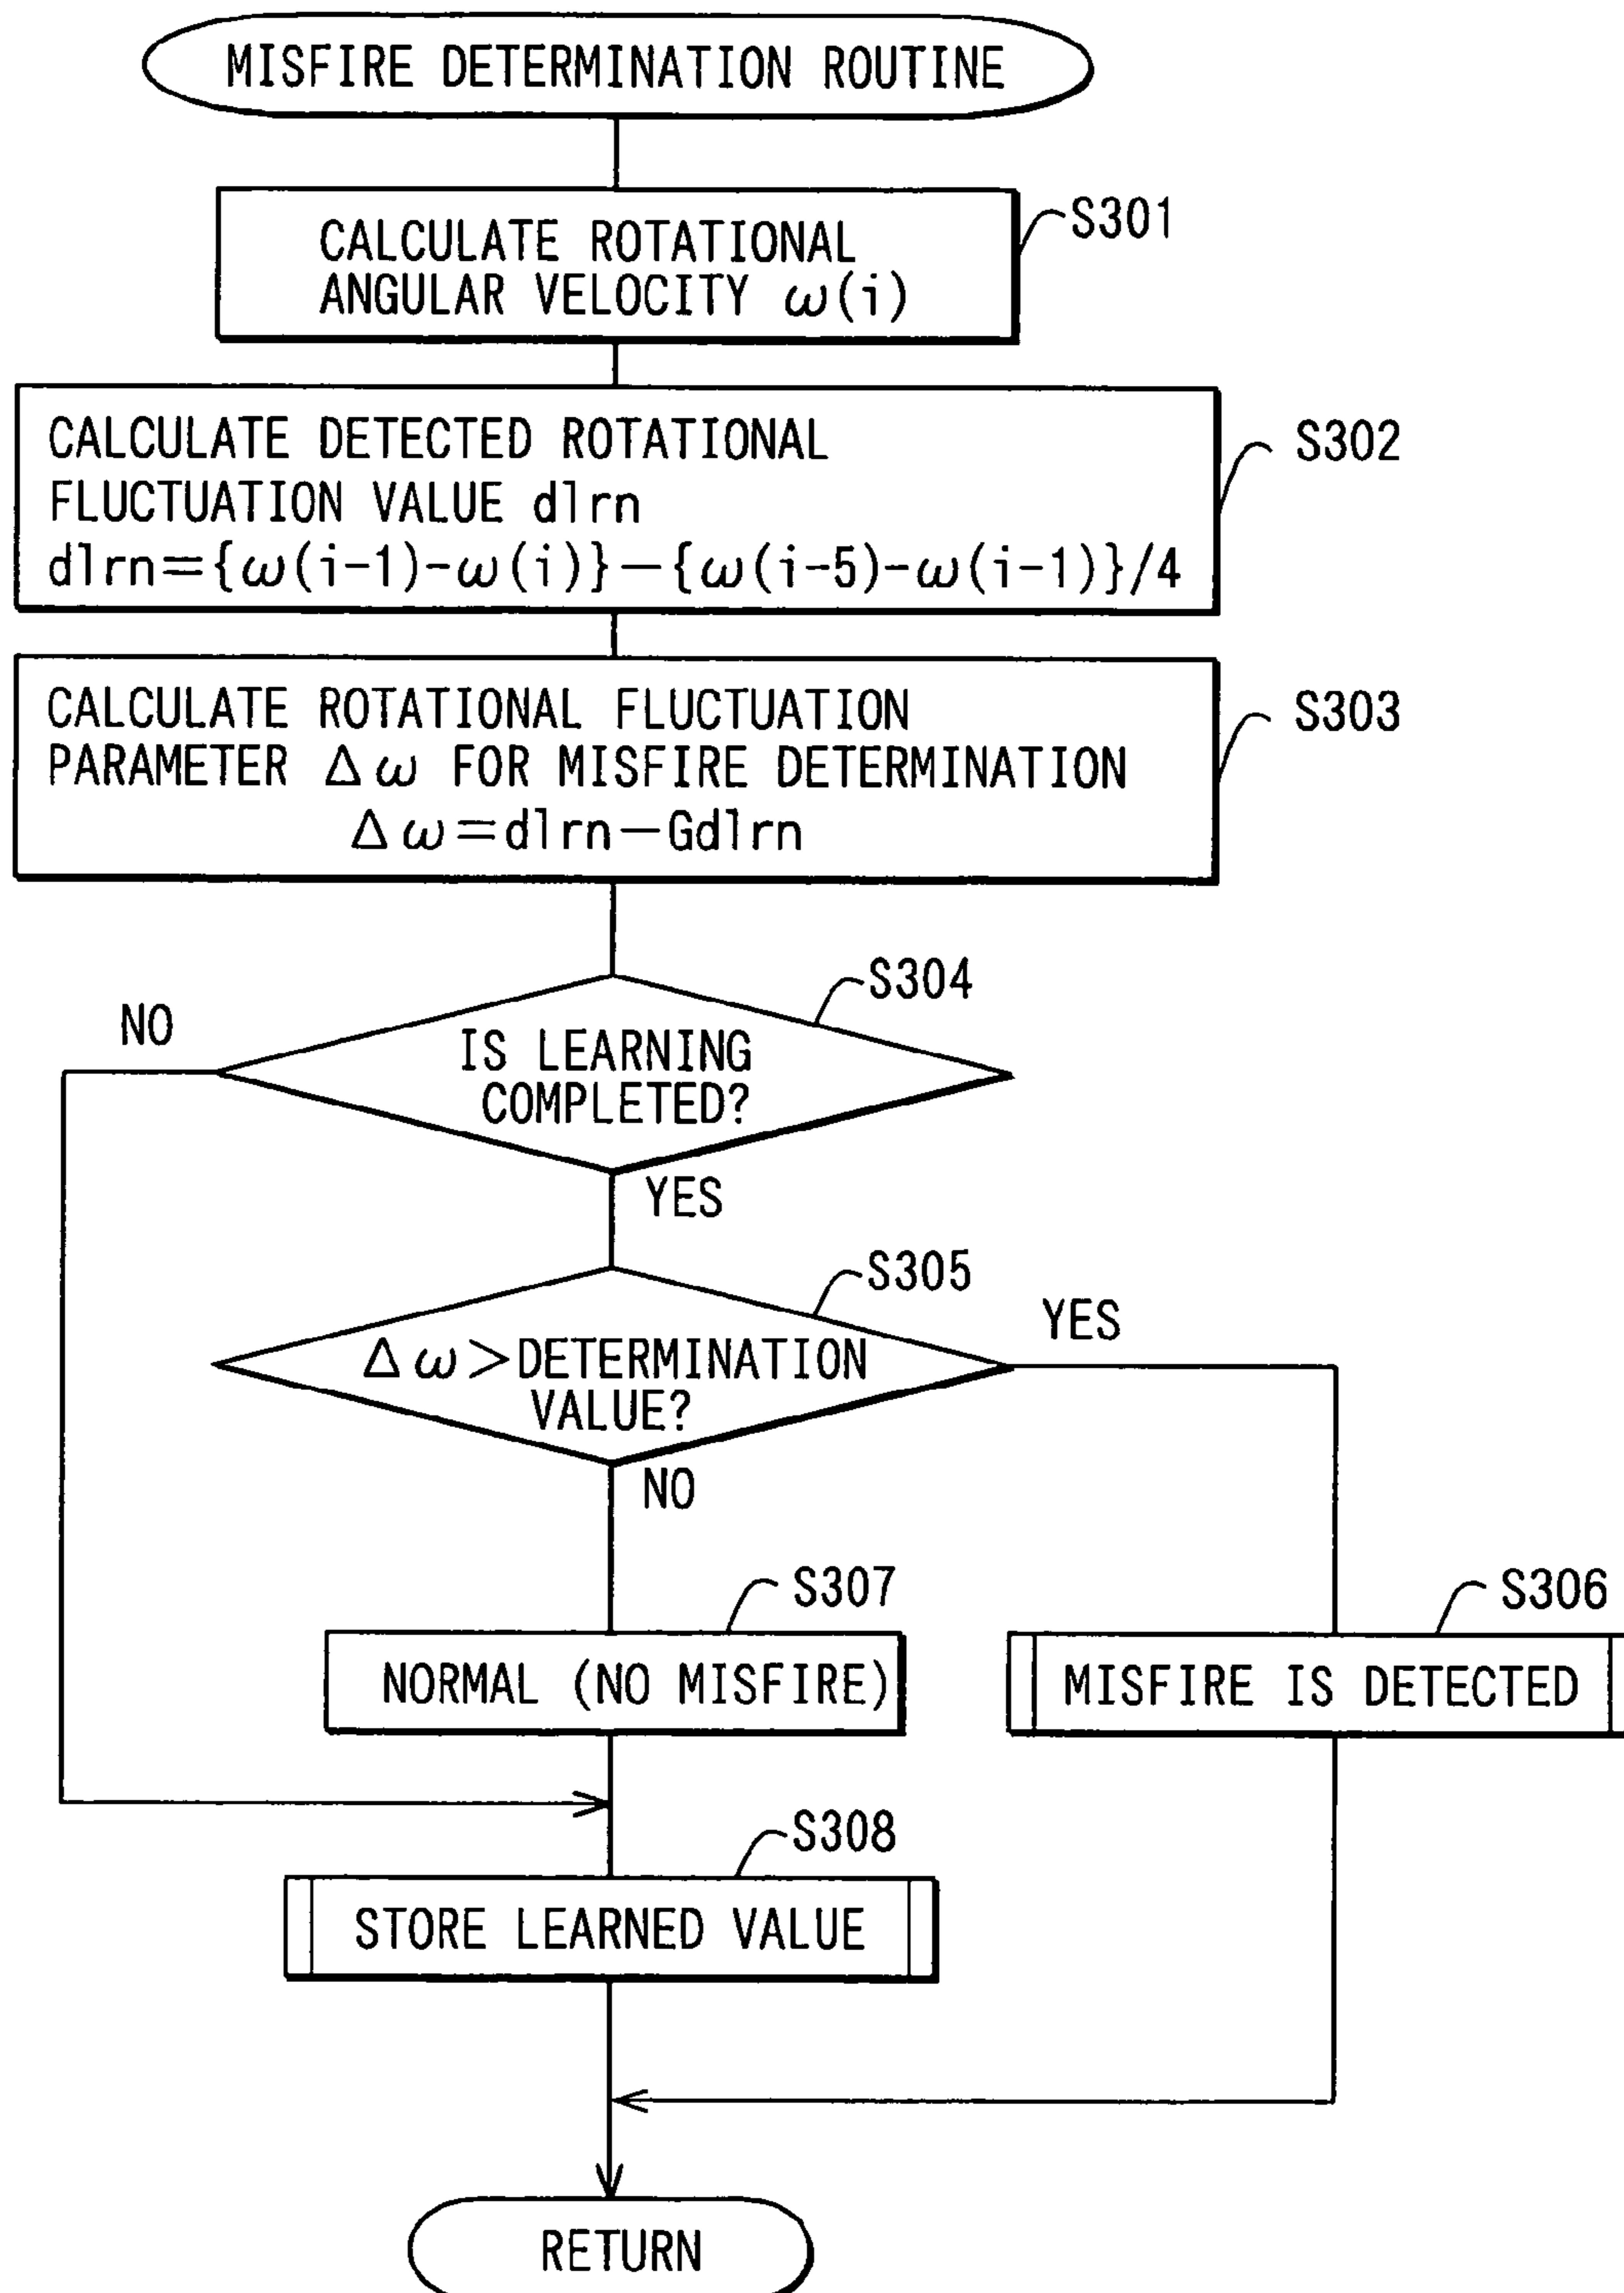 MISFIRE DETERMINATION ROUTINE
CALCULATE ROTATIONAL
ANGULAR VELOCITY ω(i)
S301
CALCULATE DETECTED ROTATIONAL
FLUCTUATION VALUE dlrn
dlrn={ω(i-1)-ω(i)}-{ω(i-5)-ω(i-1)}/4
S302
CALCULATE ROTATIONAL FLUCTUATION
PARAMETER Δω FOR MISFIRE DETERMINATION
Δω=dlrn-Gdlrn
S303
S304
NO
IS LEARNING
COMPLETED?
YES
S305
YES
Δω>DETERMINATION
VALUE?
NO
S307
S306
NORMAL (NO MISFIRE)
MISFIRE IS DETECTED
S308
STORE LEARNED VALUE
RETURN